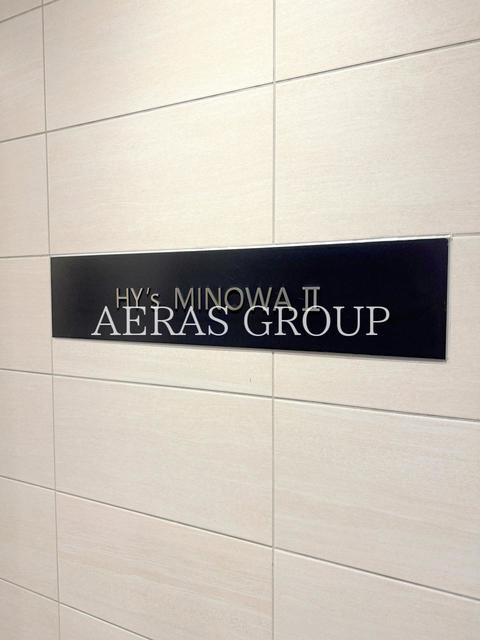 HY's MINOWA Ⅱ
AERAS GROUP